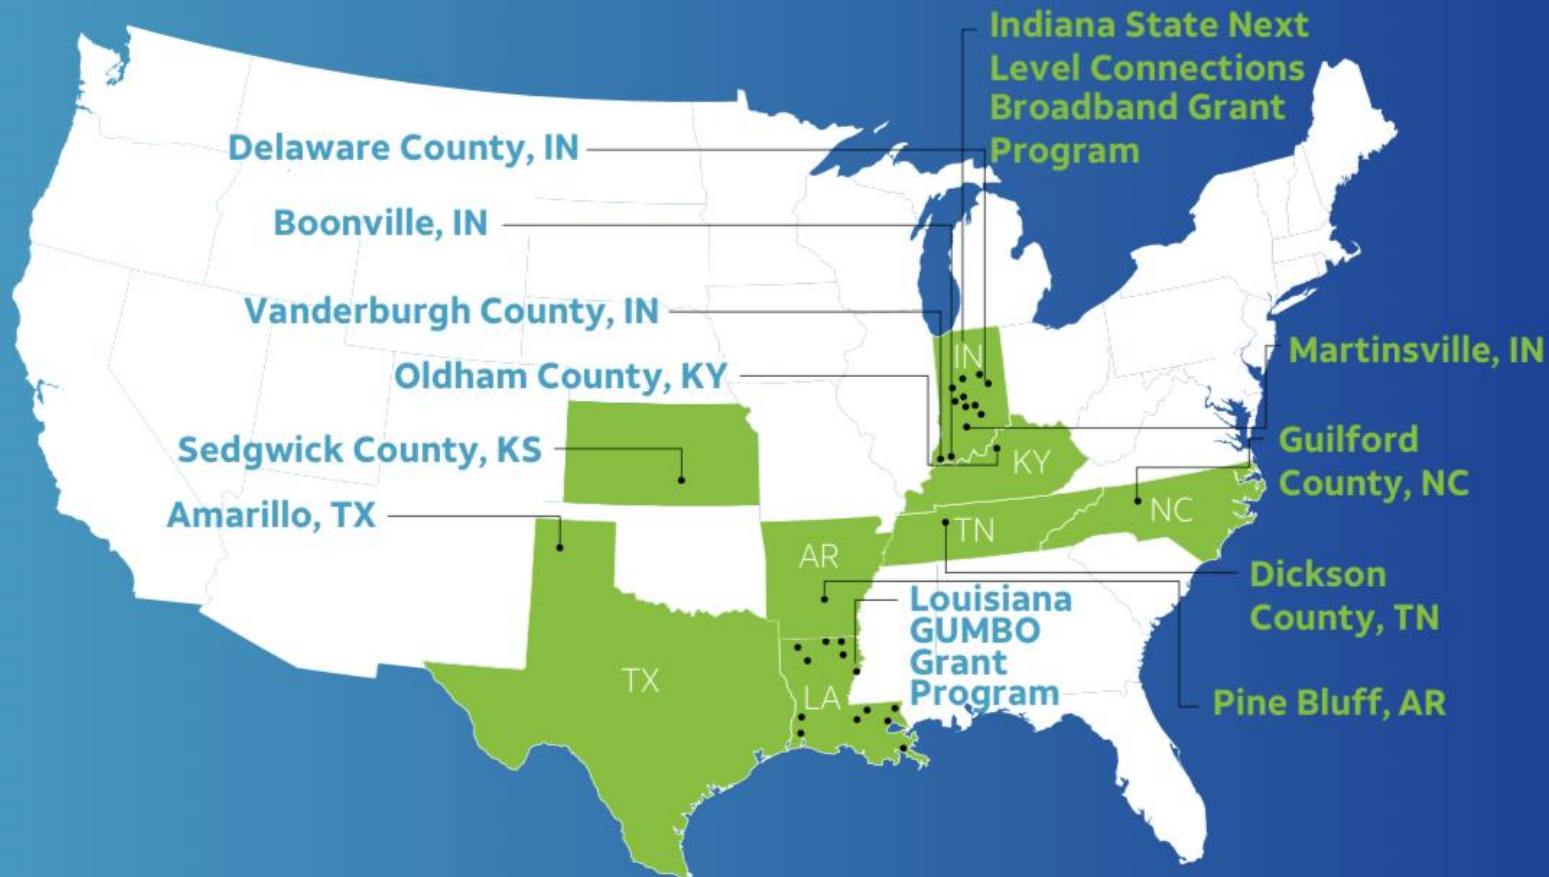 Indiana State Next
Level Connections
Broadband Grant
Program
Delaware County, IN
Boonville, IN
Vanderburgh County, IN
IN
Martinsville, IN
Oldham County, KY
Sedgwick County, KS
KY
Guilford
County, NC
Amarillo, TX
NC
TN
AR
Dickson
County, TN
Louisiana
GUMBO
Grant
Program
TX
LA
Pine Bluff, AR